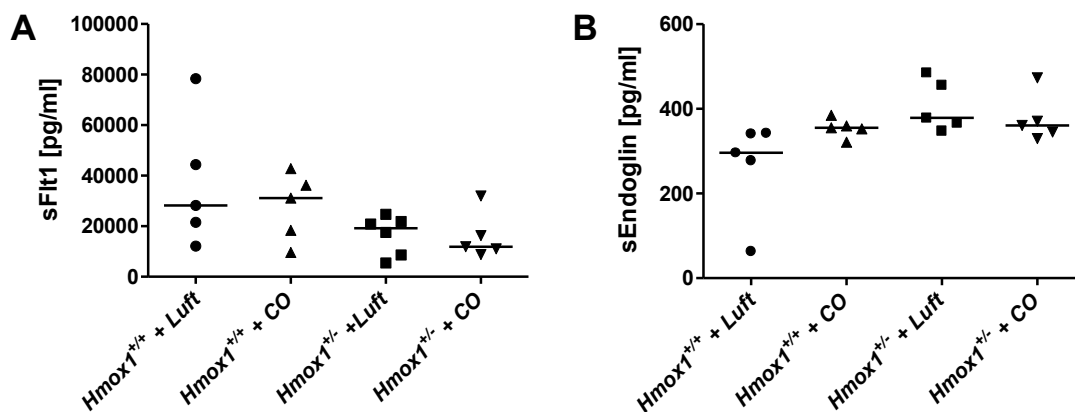 A
sFlt1 [pg/ml]
100000
80000
60000
40000
20000
0
Hmox1+/+ + Luft
Hmox1+/+ + CO
Hmox1+/- +Luft
Hmox1+/- + CO
B
sEndoglin [pg/ml]
600
400
200
0
Hmox1+/+ + Luft
Hmox1+/+ + CO
Hmox1+/- + Luft
Hmox1+/- + CO